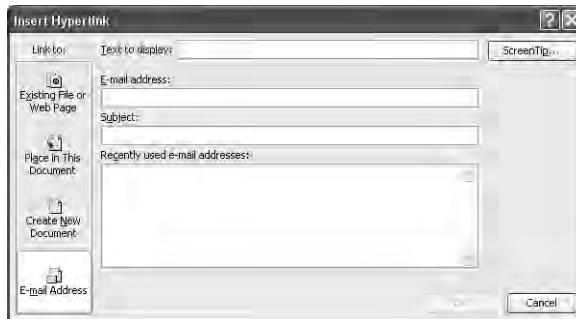 Insert Hyperlink
Link to:
Text to display:
ScreenTip...
Existing File or
Web Page
E-mail address:
Subject:
Place in This
Document
Recently used e-mail addresses:
Create New
Document
E-mail Address
Cancel